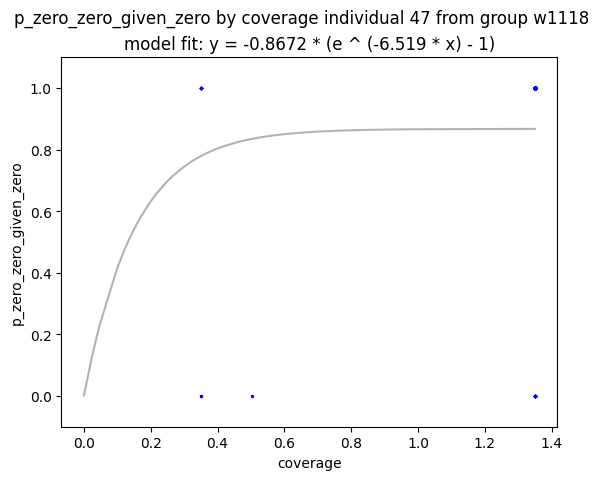 p_zero_zero_given_zero by coverage individual 47 from group w1118
model fit: y = -0.8672 * (e ^ (-6.519 * x) - 1)
1.0
0.8
0.6
0.4
0.2
0.0
p_zero_zero_given_zero
0.0 0.2 0.4 0.6 0.8 1.0 1.2 1.4
coverage